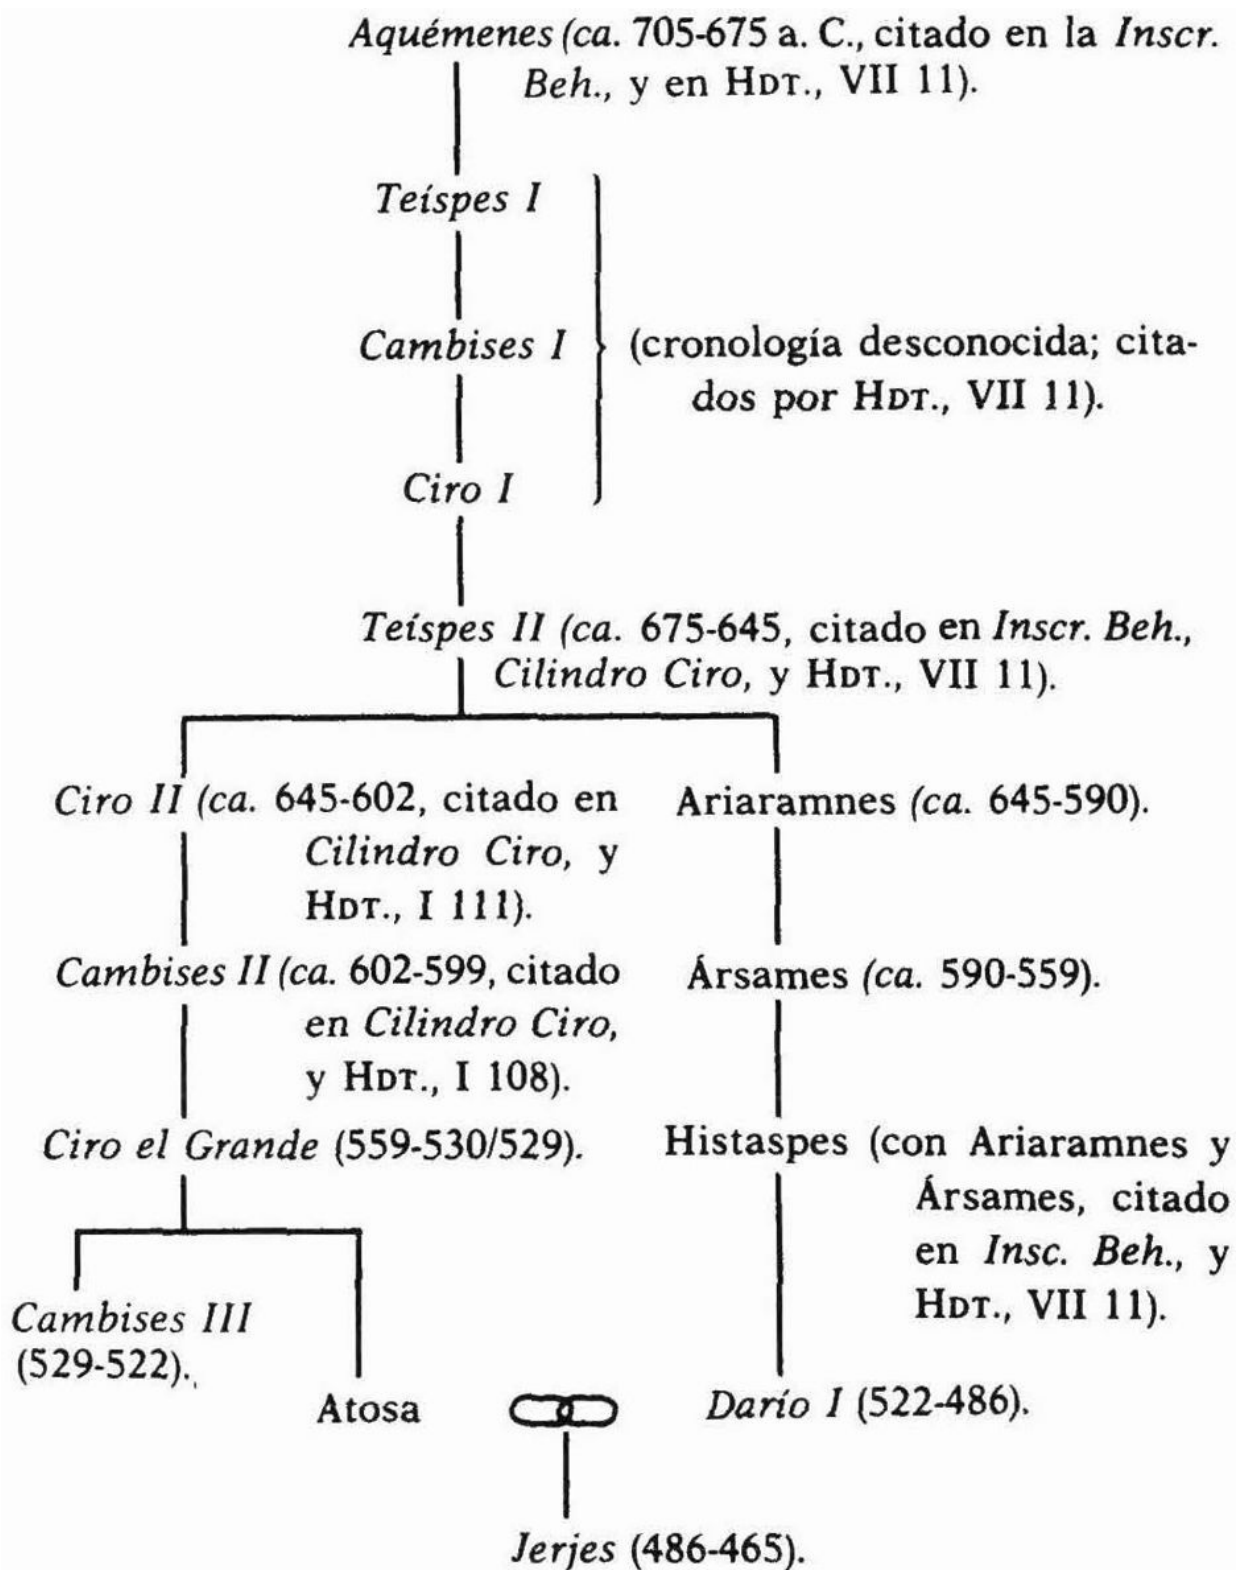 Aquémenes (ca. 705-675 a. C., citado en la Inscr.
Beh., y en HDT., VII 11).
Teíspes I
Cambises I
(cronología desconocida; cita-
dos por HDT., VII 11).
Ciro I
Teíspes II (ca. 675-645, citado en Inscr. Beh.,
Cilindro Ciro, y HDT., VII 11).
Ciro II (ca. 645-602, citado en
Cilindro Ciro, y
HDT., I 111).
Cambises II (ca. 602-599, citado
en Cilindro Ciro,
y HDT., I 108).
Ciro el Grande (559-530/529).
Cambises III
(529-522).
Atosa
Ariaramnes (ca. 645-590).
Ársames (ca. 590-559).
Histaspes (con Ariaramnes y
Ársames, citado
en Insc. Beh., y
HDT., VII 11).
Darío I (522-486).
Jerjes (486-465).